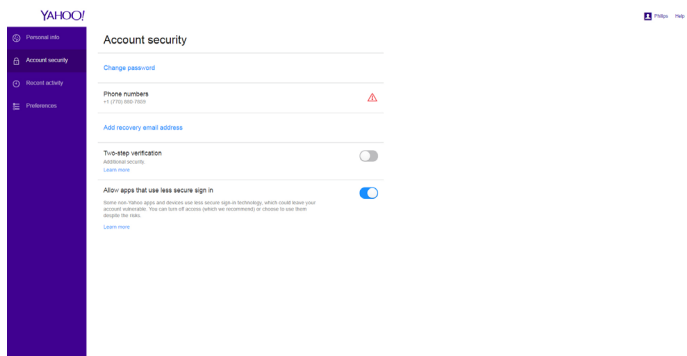 YAHOO!
Phillips Help
Personal info
Account security
Recent activity
Preferences
Account security
Change password
Phone numbers
Add recovery email address
Two-step verification
Additional security.
Learn more
Allow apps that use less secure sign in
Some non-Yahoo apps and devices use less secure sign-in technology, which could leave your
account vulnerable. You can turn off access (which we recommend) or choose to use them
despite the risks.
Learn more